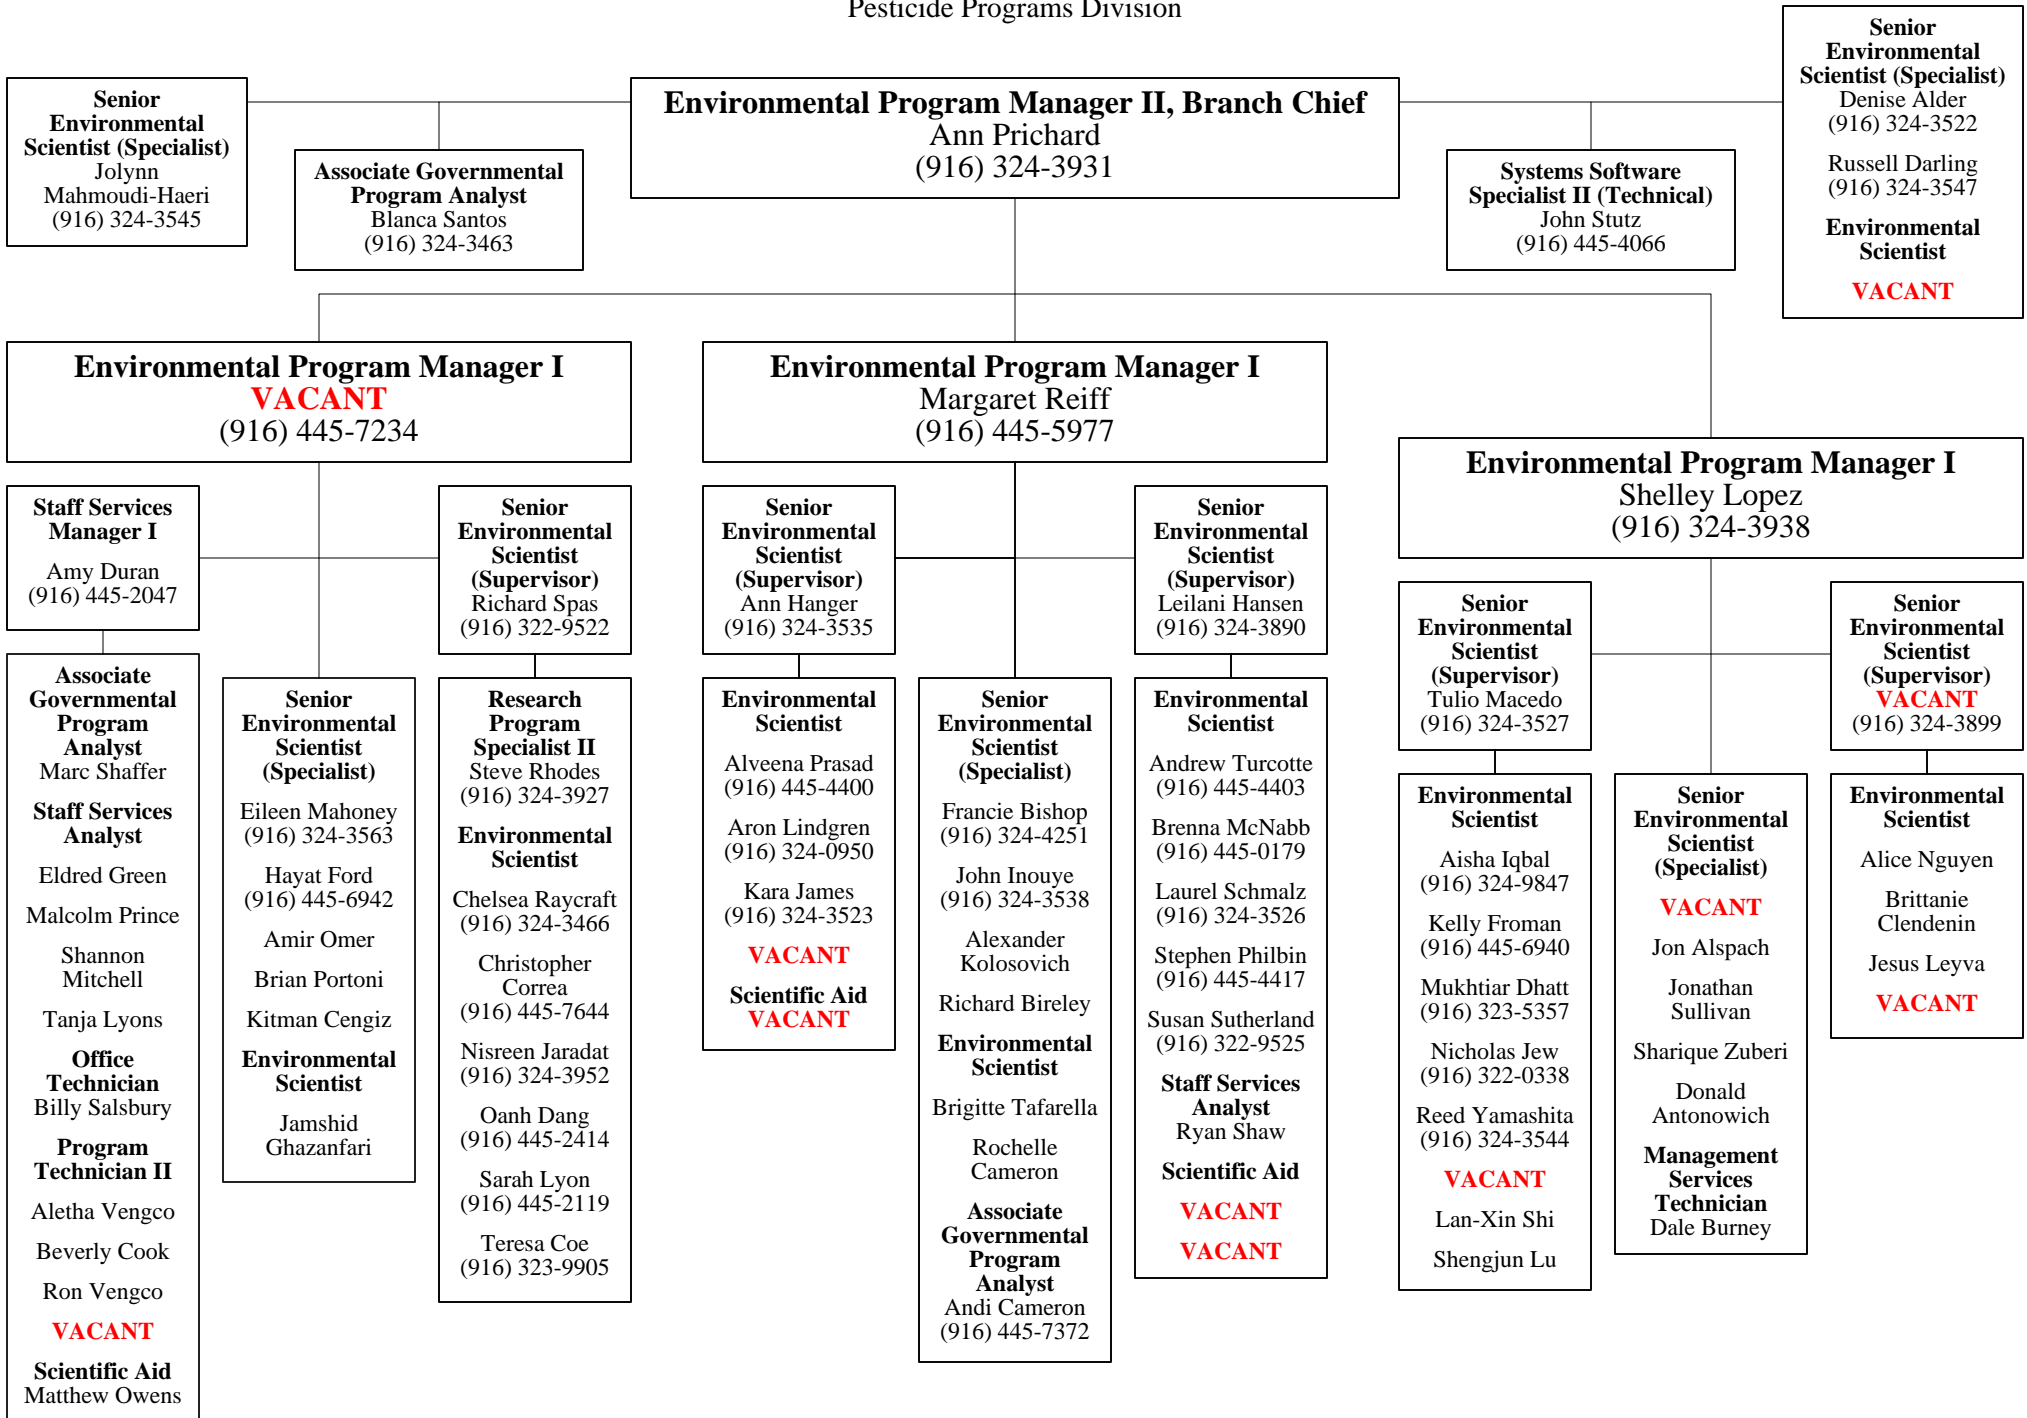 Pesticide Programs Division
Senior
Environmental
Scientist (Specialist)
Jolynn
Mahmoudi-Haeri
(916) 324-3545
Associate Governmental
Program Analyst
Blanca Santos
(916) 324-3463
Environmental Program Manager II, Branch Chief
Ann Prichard
(916) 324-3931
Systems Software
Specialist II (Technical)
John Stutz
(916) 445-4066
Senior
Environmental
Scientist (Specialist)
Denise Alder
(916) 324-3522
Russell Darling
(916) 324-3547
Environmental
Scientist
VACANT
Environmental Program Manager I
VACANT
(916) 445-7234
Staff Services
Manager I
Amy Duran
(916) 445-2047
Associate
Governmental
Program
Analyst
Marc Shaffer
Staff Services
Analyst
Eldred Green
Malcolm Prince
Shannon
Mitchell
Tanja Lyons
Office
Technician
Billy Salsbury
Program
Technician II
Aletha Vengco
Beverly Cook
Ron Vengco
VACANT
Scientific Aid
Matthew Owens
Senior
Environmental
Scientist
(Specialist)
Eileen Mahoney
(916) 324-3563
Hayat Ford
(916) 445-6942
Amir Omer
Brian Portoni
Kitman Cengiz
Environmental
Scientist
Jamshid
Ghazanfari
Senior
Environmental
Scientist
(Supervisor)
Richard Spas
(916) 322-9522
Research
Program
Specialist II
Steve Rhodes
(916) 324-3927
Environmental
Scientist
Chelsea Raycraft
(916) 324-3466
Christopher
Correa
(916) 445-7644
Nisreen Jaradat
(916) 324-3952
Oanh Dang
(916) 445-2414
Sarah Lyon
(916) 445-2119
Teresa Coe
(916) 323-9905
Environmental Program Manager I
Margaret Reiff
(916) 445-5977
Senior
Environmental
Scientist
(Supervisor)
Ann Hanger
(916) 324-3535
Environmental
Scientist
Alveena Prasad
(916) 445-4400
Aron Lindgren
(916) 324-0950
Kara James
(916) 324-3523
VACANT
Scientific Aid
VACANT
Senior
Environmental
Scientist
(Specialist)
Francie Bishop
(916) 324-4251
John Inouye
(916) 324-3538
Alexander
Kolosovich
Richard Bireley
Environmental
Scientist
Brigitte Tafarella
Rochelle
Cameron
Associate
Governmental
Program
Analyst
Andi Cameron
(916) 445-7372
Senior
Environmental
Scientist
(Supervisor)
Leilani Hansen
(916) 324-3890
Environmental
Scientist
Andrew Turcotte
(916) 445-4403
Brenna McNabb
(916) 445-0179
Laurel Schmalz
(916) 324-3526
Stephen Philbin
(916) 445-4417
Susan Sutherland
(916) 322-9525
Staff Services
Analyst
Ryan Shaw
Scientific Aid
VACANT
VACANT
Environmental Program Manager I
Shelley Lopez
(916) 324-3938
Senior
Environmental
Scientist
(Supervisor)
Tulio Macedo
(916) 324-3527
Environmental
Scientist
Aisha Iqbal
(916) 324-9847
Kelly Froman
(916) 445-6940
Mukhtiar Dhatt
(916) 323-5357
Nicholas Jew
(916) 322-0338
Reed Yamashita
(916) 324-3544
VACANT
Lan-Xin Shi
Shengjun Lu
Senior
Environmental
Scientist
(Specialist)
VACANT
Jon Alspach
Jonathan
Sullivan
Sharique Zuberi
Donald
Antonowich
Management
Services
Technician
Dale Burney
Senior
Environmental
Scientist
(Supervisor)
VACANT
(916) 324-3899
Environmental
Scientist
Alice Nguyen
Brittanie
Clendenin
Jesus Leyva
VACANT